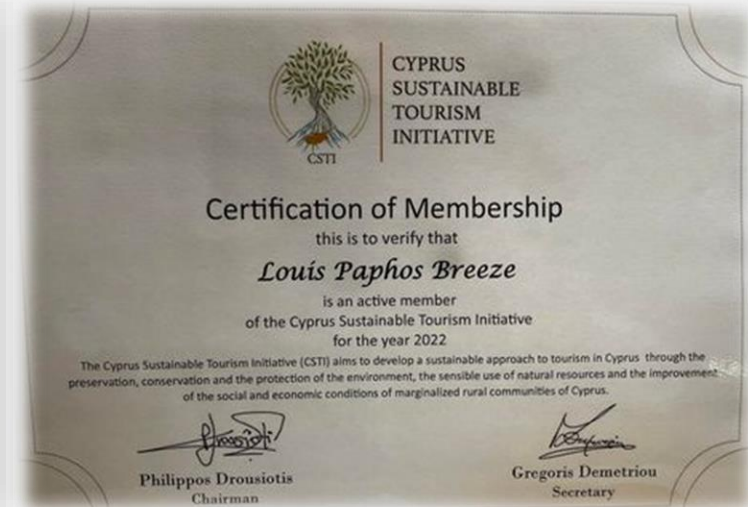 CYPRUS
SUSTAINABLE
TOURISM
INITIATIVE
CSTI
Certification of Membership
this is to verify that
Louis Paphos Breeze
is an active member
of the Cyprus Sustainable Tourism Initiative
for the year 2022
The Cyprus Sustainable Tourism Initiative (CSTI) aims to develop a sustainable approach to tourism in Cyprus through the
preservation, conservation and the protection of the environment, the sensible use of natural resources and the improvement
of the social and economic conditions of marginalized rural communities of Cyprus.
Philippos Drousiotis
Chairman
Gregoris Demetriou
Secretary